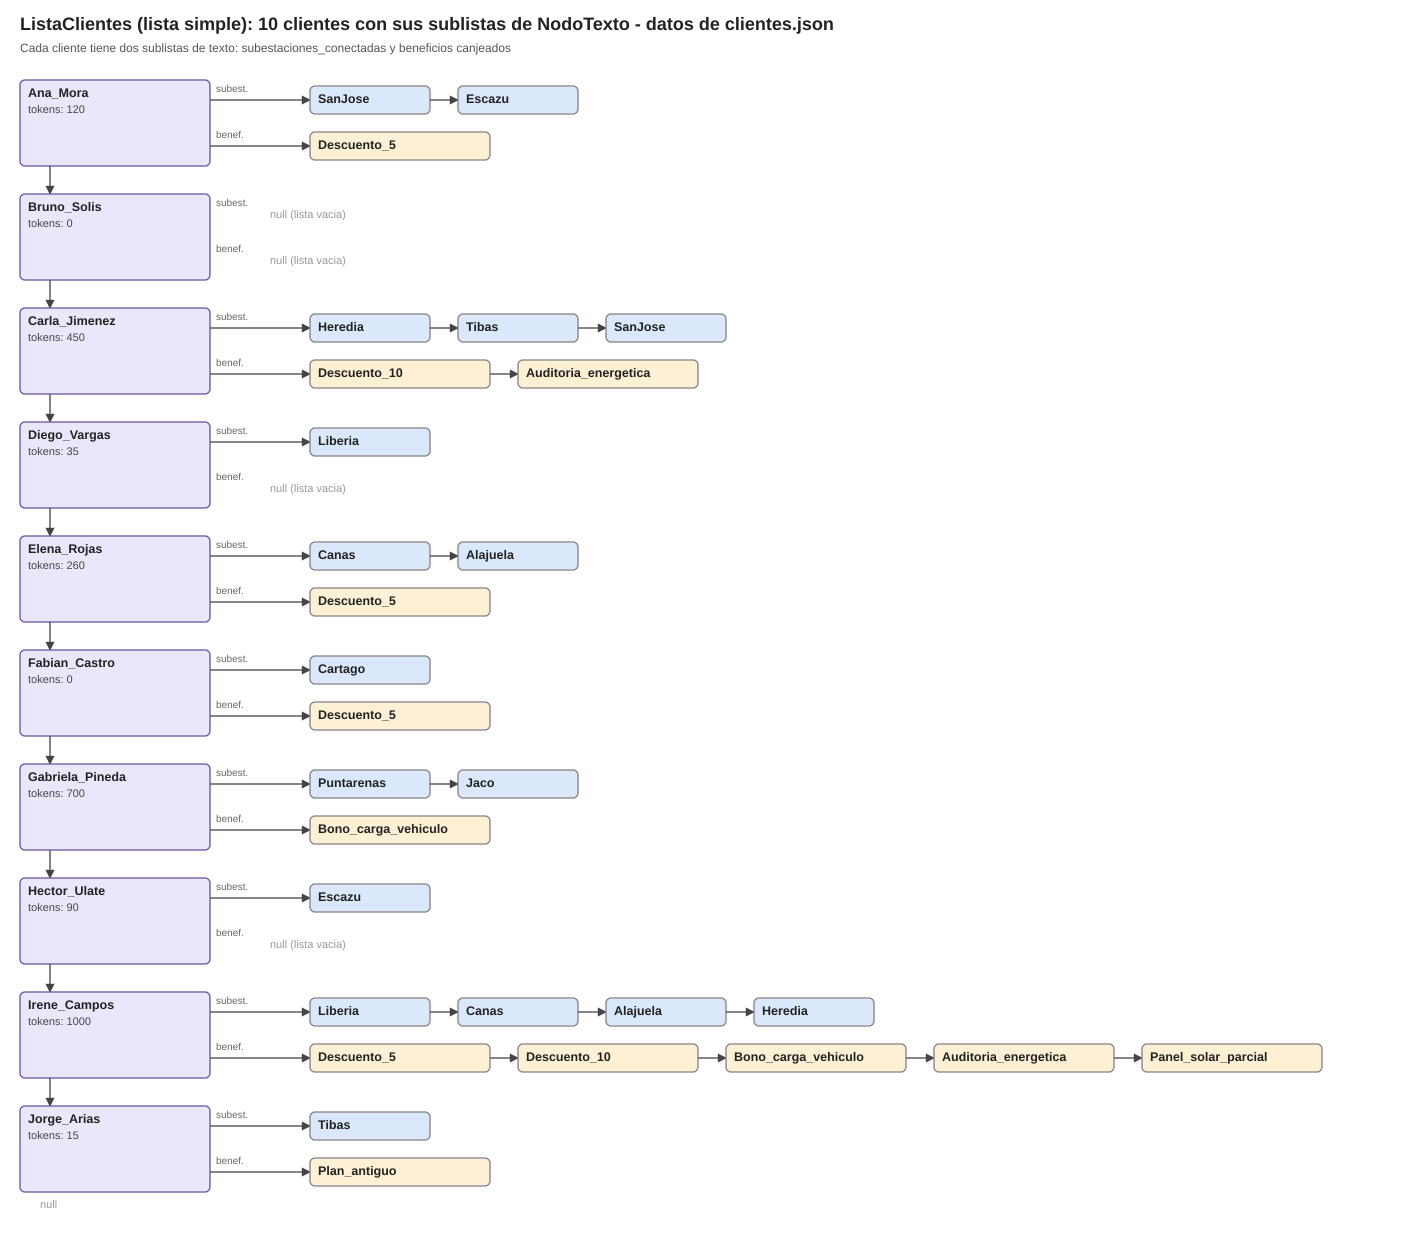 ListaClientes (lista simple): 10 clientes con sus sublistas de NodoTexto - datos de clientes.json
Cada cliente tiene dos sublistas de texto: subestaciones_conectadas y beneficios canjeados
Ana_Mora
tokens: 120
subest.
SanJose
Escazu
benef.
Descuento_5
Bruno_Solis
tokens: 0
subest.
null (lista vacia)
benef.
null (lista vacia)
Carla_Jimenez
tokens: 450
subest.
Heredia
Tibas
SanJose
benef.
Descuento_10
Auditoria_energetica
Diego_Vargas
tokens: 35
subest.
Liberia
benef.
null (lista vacia)
Elena_Rojas
tokens: 260
subest.
Canas
Alajuela
benef.
Descuento_5
Fabian_Castro
tokens: 0
subest.
Cartago
benef.
Descuento_5
Gabriela_Pineda
tokens: 700
subest.
Puntarenas
Jaco
benef.
Bono_carga_vehiculo
Hector_Ulate
tokens: 90
subest.
Escazu
benef.
null (lista vacia)
Irene_Campos
tokens: 1000
subest.
Liberia
Canas
Alajuela
Heredia
benef.
Descuento_5
Descuento_10
Bono_carga_vehiculo
Auditoria_energetica
Panel_solar_parcial
Jorge_Arias
tokens: 15
subest.
Tibas
benef.
Plan_antiguo
null